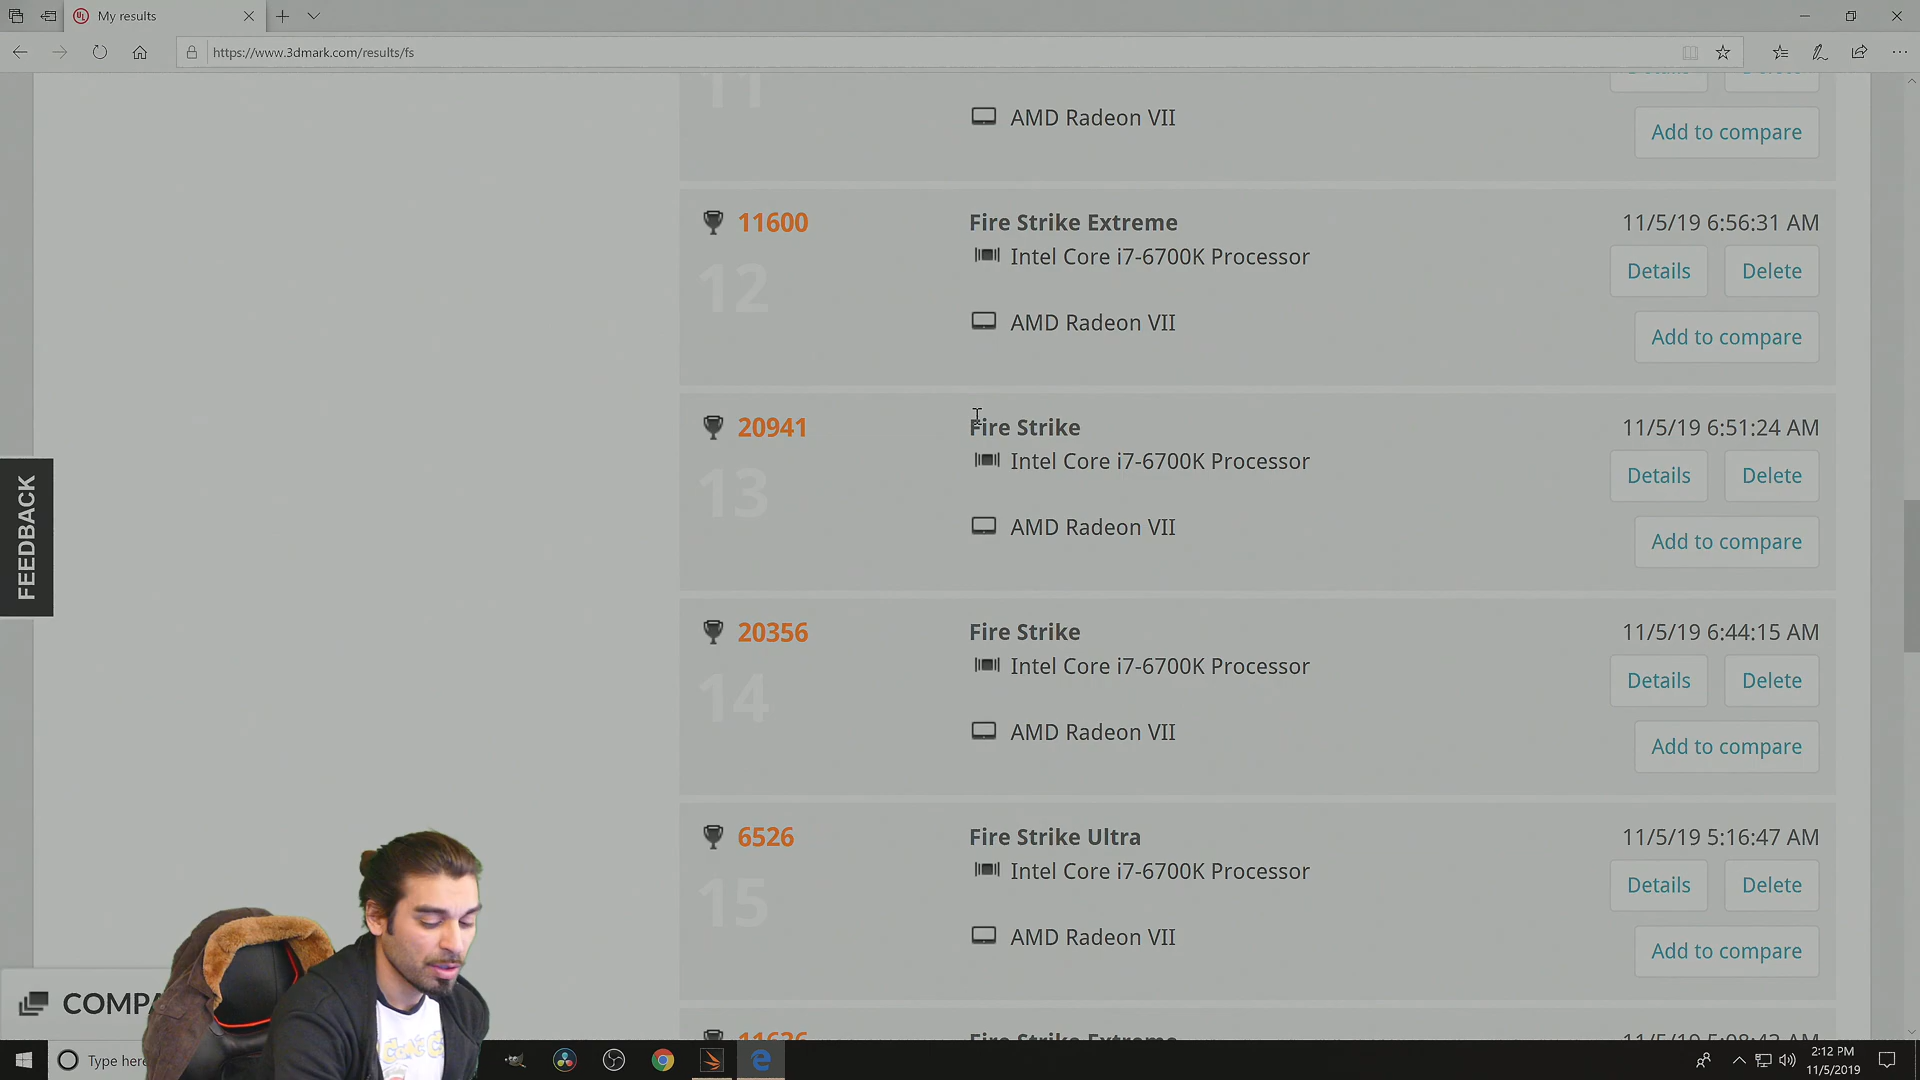 My results
https://www.3dmark.com/results/fs
11
AMD Radeon VII
Add to compare
11600 Fire Strike Extreme 11/5/19 6:56:31 AM
Intel Core i7-6700K Processor
12 Details Delete
AMD Radeon VII
Add to compare
20941 Fire Strike 11/5/19 6:51:24 AM
Intel Core i7-6700K Processor
13 Details Delete
AMD Radeon VII
Add to compare
FEEDBACK
20356 Fire Strike 11/5/19 6:44:15 AM
Intel Core i7-6700K Processor
14 Details Delete
AMD Radeon VII
Add to compare
6526 Fire Strike Ultra 11/5/19 5:16:47 AM
Intel Core i7-6700K Processor
15 Details Delete
AMD Radeon VII
Add to compare
COMPA
Fire Strike Extreme
Type here
2:12 PM
11/5/2019